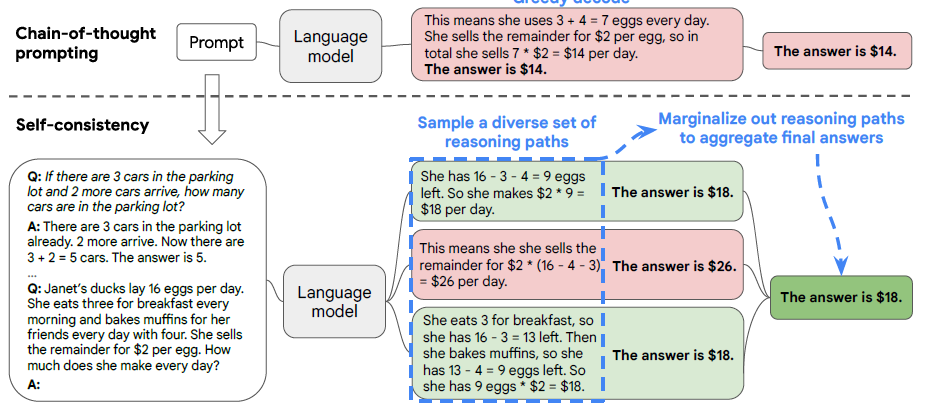 Greedy decode
Chain-of-thought
prompting
Prompt
Language
model
This means she uses 3 + 4 = 7 eggs every day.
She sells the remainder for $2 per egg, so in
total she sells 7 * $2 = $14 per day.
The answer is $14.
The answer is $14.
Self-consistency
Sample a diverse set of
reasoning paths
Marginalize out reasoning paths
to aggregate final answers
Q: If there are 3 cars in the parking
lot and 2 more cars arrive, how many
cars are in the parking lot?
A: There are 3 cars in the parking lot
already. 2 more arrive. Now there are
3 + 2 = 5 cars. The answer is 5.
...
Q: Janet's ducks lay 16 eggs per day.
She eats three for breakfast every
morning and bakes muffins for her
friends every day with four. She sells
the remainder for $2 per egg. How
much does she make every day?
A:
Language
model
She has 16 - 3 - 4 = 9 eggs
left. So she makes $2 * 9 =
$18 per day.
The answer is $18.
This means she she sells the
remainder for $2 * (16 - 4 - 3)
= $26 per day.
The answer is $26.
She eats 3 for breakfast, so
she has 16 - 3 = 13 left. Then
she bakes muffins, so she
has 13 - 4 = 9 eggs left. So
she has 9 eggs * $2 = $18.
The answer is $18.
The answer is $18.